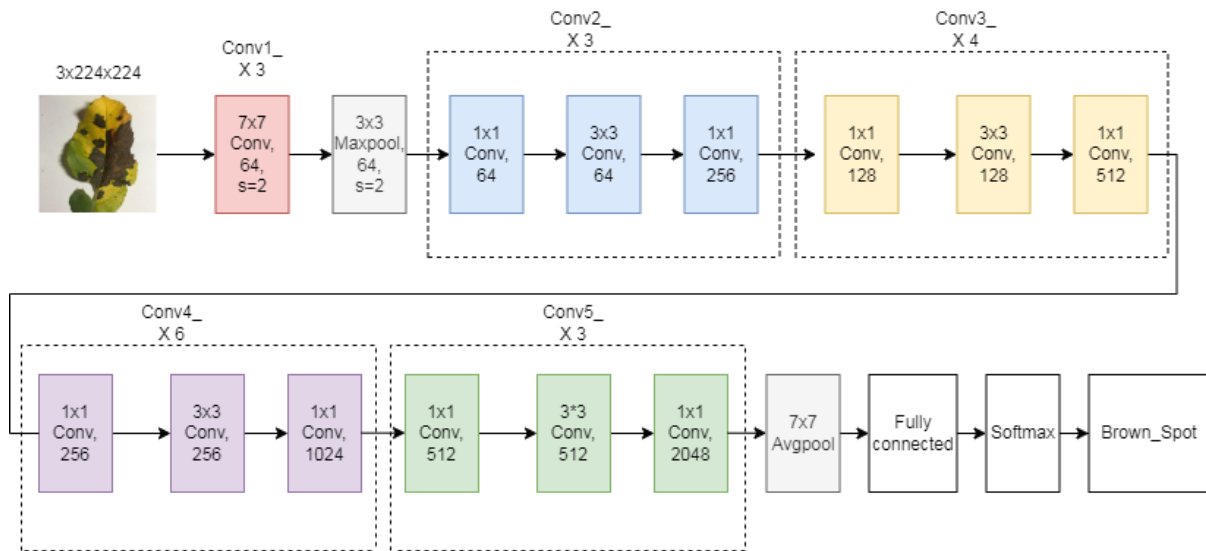 3x224x224
Conv1_
X 3
7x7
Conv,
64,
s=2
3x3
Maxpool,
64,
s=2
Conv2_
X 3
1x1
Conv,
64
3x3
Conv,
64
1x1
Conv,
256
Conv3_
X 4
1x1
Conv,
128
3x3
Conv,
128
1x1
Conv,
512
Conv4_
X 6
1x1
Conv,
256
3x3
Conv,
256
1x1
Conv,
1024
Conv5_
X 3
1x1
Conv,
512
3*3
Conv,
512
1x1
Conv,
2048
7x7
Avgpool
Fully
connected
Softmax
Brown_Spot